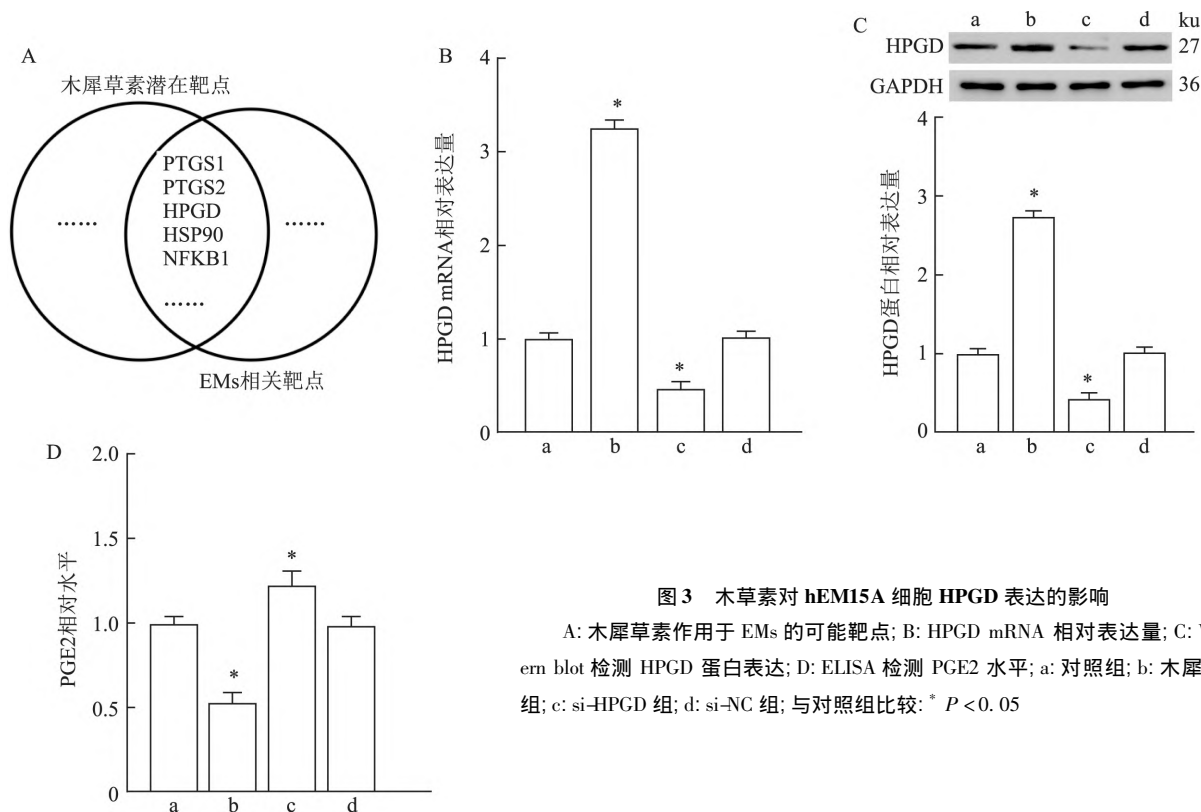 A
木犀草素潜在靶点
PTGS1
PTGS2
HPGD
HSP90
NFKB1
……
……
……
EMs相关靶点
B
HPGD mRNA相对表达量
4
3
2
1
0
*
*
a b c d
C
a b c d ku
HPGD 27
GAPDH 36
HPGD蛋白相对表达量
4
3
2
1
0
*
*
a b c d
D
PGE2相对水平
2.0
1.5
1.0
0.5
0
*
*
a b c d
图 3 木草素对 hEM15A 细胞 HPGD 表达的影响
A: 木犀草素作用于 EMs 的可能靶点; B: HPGD mRNA 相对表达量; C:
ern blot 检测 HPGD 蛋白表达; D: ELISA 检测 PGE2 水平; a: 对照组; b: 木犀
组; c: si-HPGD 组; d: si-NC 组; 与对照组比较: * P < 0. 05